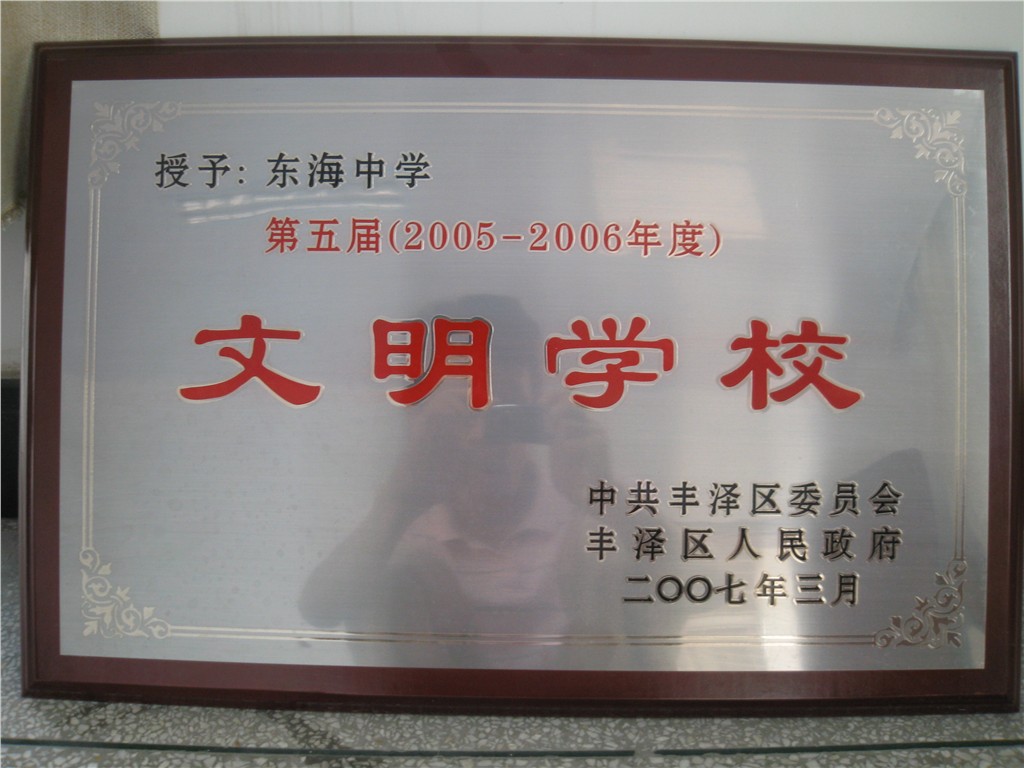 授予: 东海中学
第五届(2005-2006年度)
文明学校
中共丰泽区委员会
丰泽区人民政府
二〇〇七年三月